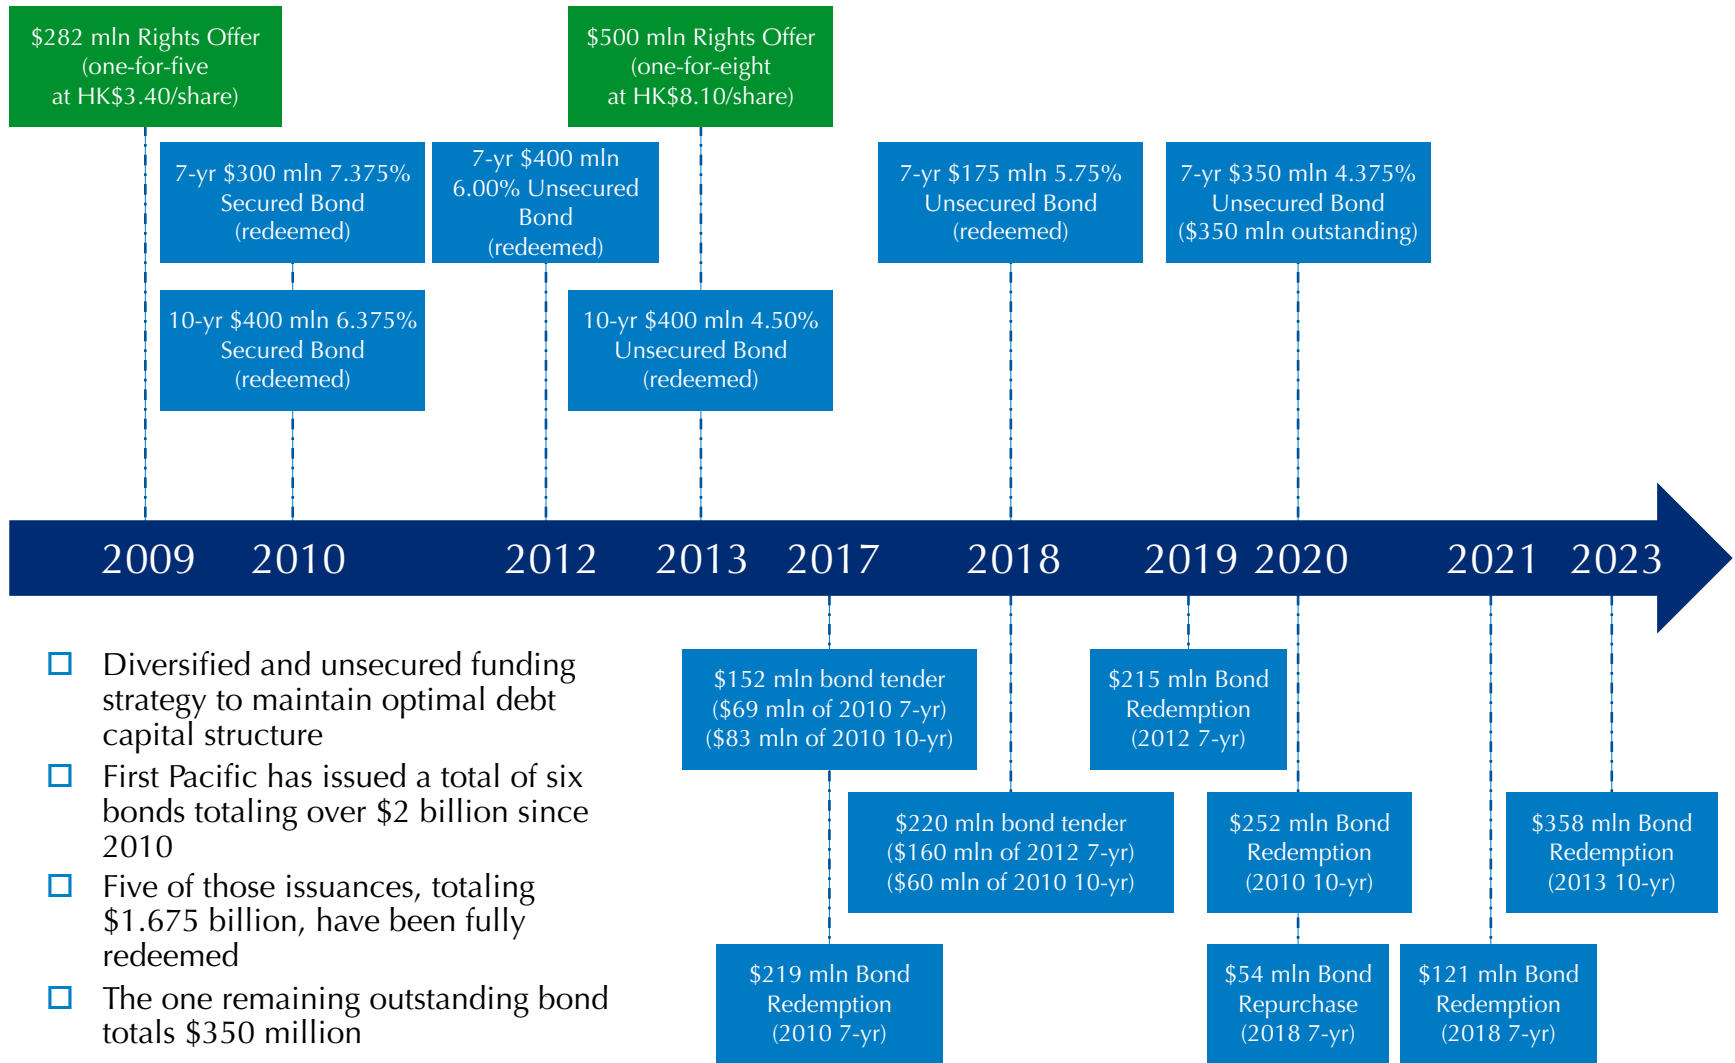 $282 mln Rights Offer
(one-for-five
at HK$3.40/share)
$500 mln Rights Offer
(one-for-eight
at HK$8.10/share)
7-yr $300 mln 7.375%
Secured Bond
(redeemed)
7-yr $400 mln
6.00% Unsecured
Bond
(redeemed)
7-yr $175 mln 5.75%
Unsecured Bond
(redeemed)
7-yr $350 mln 4.375%
Unsecured Bond
($350 mln outstanding)
10-yr $400 mln 6.375%
Secured Bond
(redeemed)
10-yr $400 mln 4.50%
Unsecured Bond
(redeemed)
2009 2010 2012 2013 2017 2018 2019 2020 2021 2023
Diversified and unsecured funding
strategy to maintain optimal debt
capital structure
First Pacific has issued a total of six
bonds totaling over $2 billion since
2010
Five of those issuances, totaling
$1.675 billion, have been fully
redeemed
The one remaining outstanding bond
totals $350 million
$152 mln bond tender
($69 mln of 2010 7-yr)
($83 mln of 2010 10-yr)
$215 mln Bond
Redemption
(2012 7-yr)
$220 mln bond tender
($160 mln of 2012 7-yr)
($60 mln of 2010 10-yr)
$252 mln Bond
Redemption
(2010 10-yr)
$358 mln Bond
Redemption
(2013 10-yr)
$219 mln Bond
Redemption
(2010 7-yr)
$54 mln Bond
Repurchase
(2018 7-yr)
$121 mln Bond
Redemption
(2018 7-yr)